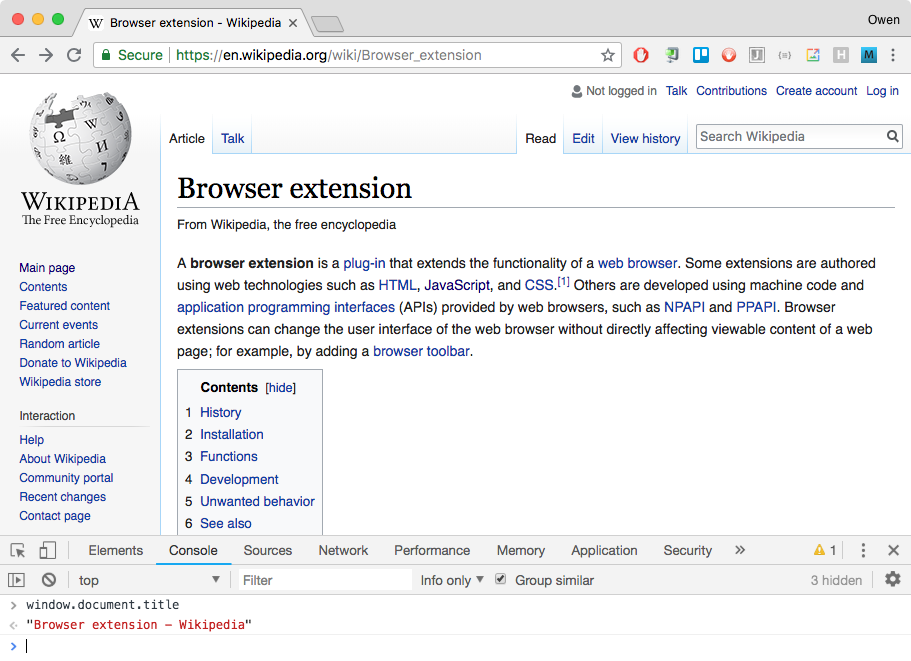 Browser extension - Wikipedia
Owen
Secure https://en.wikipedia.org/wiki/Browser_extension
Not logged in Talk Contributions Create account Log in
Article Talk Read Edit View history Search Wikipedia
WIKIPEDIA
The Free Encyclopedia
Main page
Contents
Featured content
Current events
Random article
Donate to Wikipedia
Wikipedia store
Interaction
Help
About Wikipedia
Community portal
Recent changes
Contact page
Browser extension
From Wikipedia, the free encyclopedia
A browser extension is a plug-in that extends the functionality of a web browser. Some extensions are authored
using web technologies such as HTML, JavaScript, and CSS.[1] Others are developed using machine code and
application programming interfaces (APIs) provided by web browsers, such as NPAPI and PPAPI. Browser
extensions can change the user interface of the web browser without directly affecting viewable content of a web
page; for example, by adding a browser toolbar.
Contents [hide]
1 History
2 Installation
3 Functions
4 Development
5 Unwanted behavior
6 See also
Elements Console Sources Network Performance Memory Application Security » 1
top Filter Info only Group similar 3 hidden
> window.document.title
"Browser extension - Wikipedia"
>